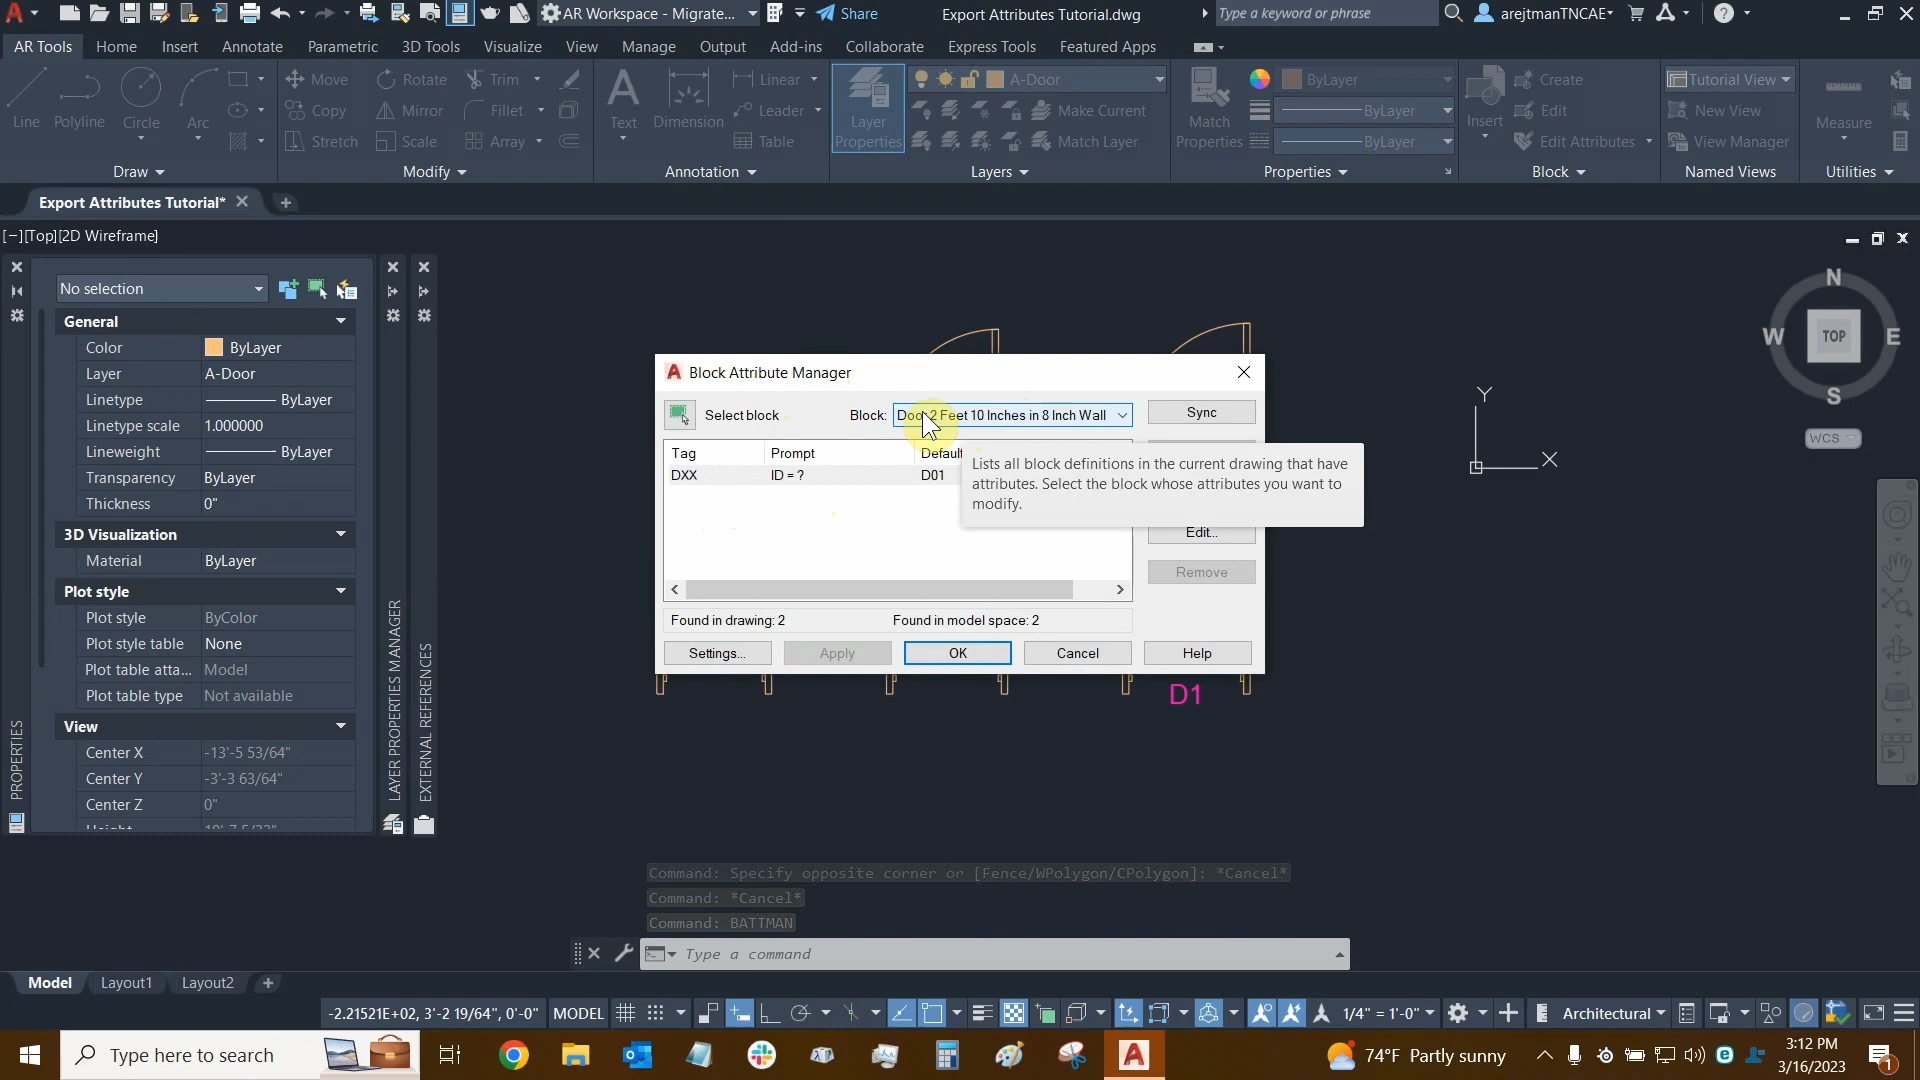 AR Workspace - Migrate...
Share
Export Attributes Tutorial.dwg
Type a keyword or phrase
arejtmanTNCAE
AR Tools
Home
Insert
Annotate
Parametric
3D Tools
Visualize
View
Manage
Output
Add-ins
Collaborate
Express Tools
Featured Apps
Line
Polyline
Circle
Arc
Move
Rotate
Trim
Copy
Mirror
Fillet
Stretch
Scale
Array
Text
Dimension
Linear
Leader
Table
Layer
Properties
A-Door
Make Current
Match Layer
Match
Properties
ByLayer
ByLayer
ByLayer
Insert
Create
Edit
Edit Attributes
Tutorial View
New View
View Manager
Measure
Draw
Modify
Annotation
Layers
Properties
Block
Named Views
Utilities
Export Attributes Tutorial*
[−][Top][2D Wireframe]
No selection
General
Color ByLayer
Layer A-Door
Linetype ByLayer
Linetype scale 1.000000
Lineweight ByLayer
Transparency ByLayer
Thickness 0"
3D Visualization
Material ByLayer
Plot style
Plot style ByColor
Plot style table None
Plot table atta... Model
Plot table type Not available
View
Center X -13'-5 53/64"
Center Y -3'-3 63/64"
Center Z 0"
PROPERTIES
LAYER PROPERTIES MANAGER
EXTERNAL REFERENCES
Block Attribute Manager
Select block
Block:
2 Feet 10 Inches in 8 Inch Wall
Sync
Tag Prompt Default
DXX ID = ? D01
Lists all block definitions in the current drawing that have
attributes. Select the block whose attributes you want to
modify.
Edit...
Remove
Found in drawing: 2
Found in model space: 2
Settings...
Apply
OK
Cancel
Help
D1
N
W
TOP
E
S
WCS
Y
X
Command: Specify opposite corner or [Fence/WPolygon/CPolygon]: *Cancel*
Command: *Cancel*
Command: BATTMAN
Type a command
Model
Layout1
Layout2
-2.21521E+02, 3'-2 19/64", 0'-0"
MODEL
1/4" = 1'-0"
Architectural
Type here to search
74°F Partly sunny
3:12 PM
3/16/2023
1